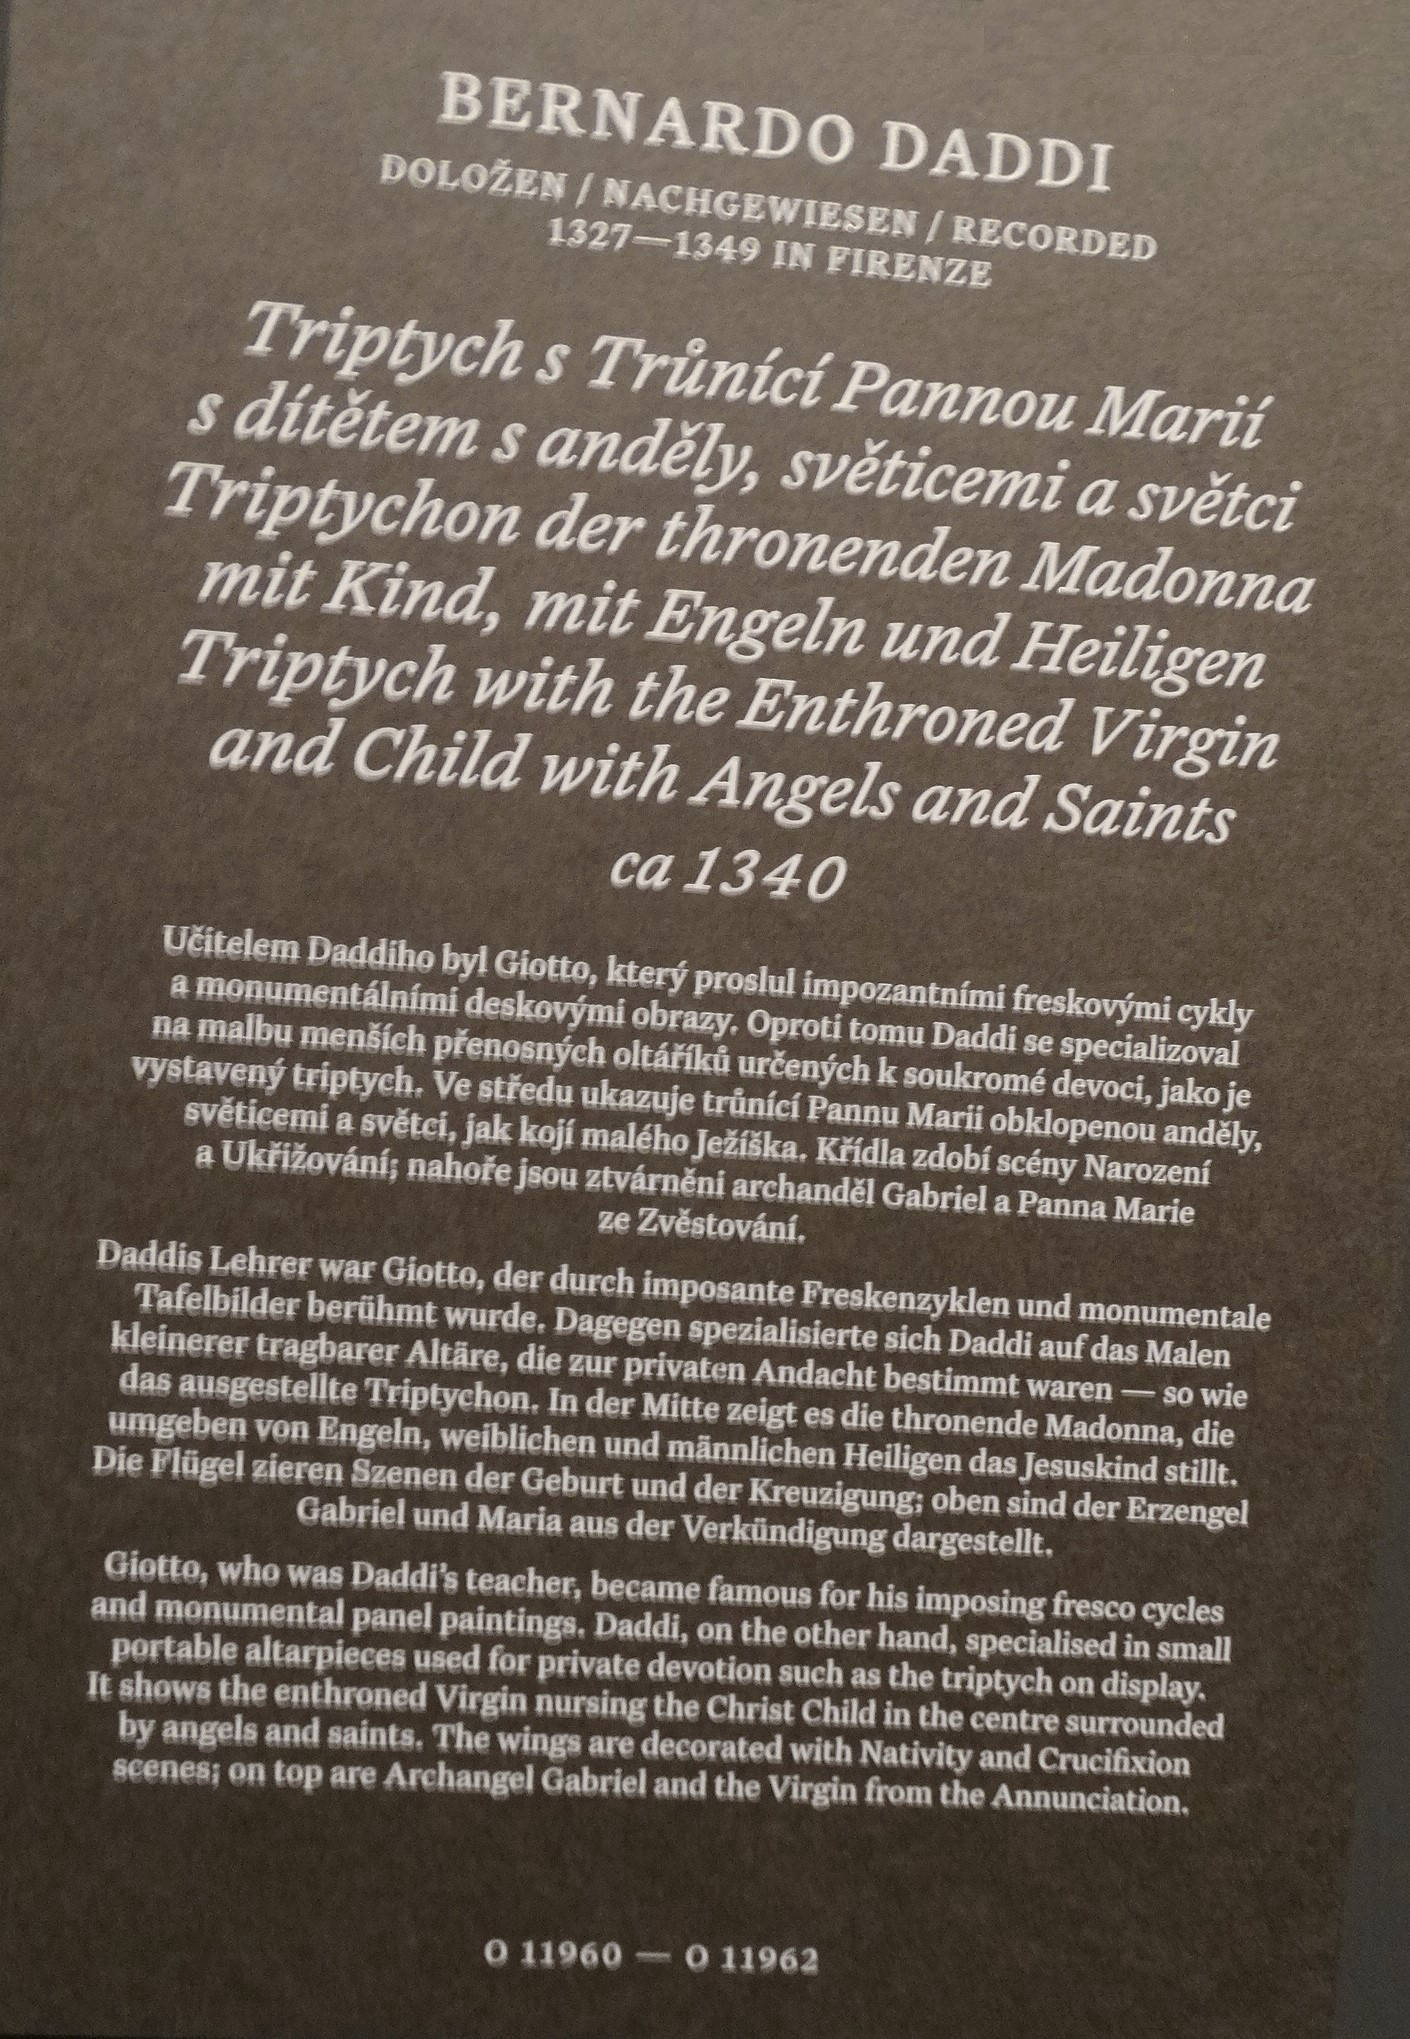 BERNARDO DADDI
DOLOŽEN / NACHGEWIESEN / RECORDED
1327—1349 IN FIRENZE
Triptych s Trůnící Pannou Marií
s dítětem s anděly, světicemi a světci
Triptychon der thronenden Madonna
mit Kind, mit Engeln und Heiligen
Triptych with the Enthroned Virgin
and Child with Angels and Saints
ca 1340
Učitelem Daddiho byl Giotto, který proslul impozantními freskovými cykly
a monumentálními deskovými obrazy. Oproti tomu Daddi se specializoval
na malbu menších přenosných oltáříků určených k soukromé devoci, jako je
vystavený triptych. Ve středu ukazuje trůnící Pannu Marii obklopenou anděly,
světicemi a světci, jak kojí malého Ježíška. Křídla zdobí scény Narození
a Ukřižování; nahoře jsou ztvárněni archanděl Gabriel a Panna Marie
ze Zvěstování.
Daddis Lehrer war Giotto, der durch imposante Freskenzyklen und monumentale
Tafelbilder berühmt wurde. Dagegen spezialisierte sich Daddi auf das Malen
kleinerer tragbarer Altäre, die zur privaten Andacht bestimmt waren — so wie
das ausgestellte Triptychon. In der Mitte zeigt es die thronende Madonna, die
umgeben von Engeln, weiblichen und männlichen Heiligen das Jesuskind stillt.
Die Flügel zieren Szenen der Geburt und der Kreuzigung; oben sind der Erzengel
Gabriel und Maria aus der Verkündigung dargestellt.
Giotto, who was Daddi's teacher, became famous for his imposing fresco cycles
and monumental panel paintings. Daddi, on the other hand, specialised in small
portable altarpieces used for private devotion such as the triptych on display.
It shows the enthroned Virgin nursing the Christ Child in the centre surrounded
by angels and saints. The wings are decorated with Nativity and Crucifixion
scenes; on top are Archangel Gabriel and the Virgin from the Annunciation.
O 11960 — O 11962